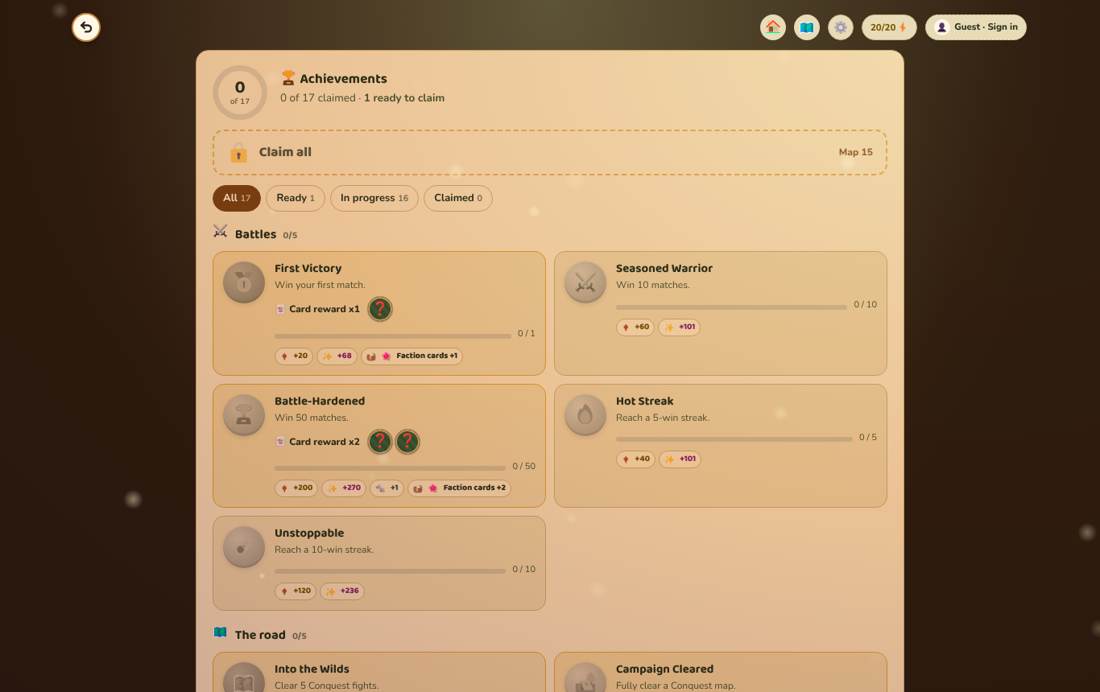 20/20
Guest · Sign in
0
of 17
Achievements
0 of 17 claimed · 1 ready to claim
Claim all
Map 15
All 17
Ready 1
In progress 16
Claimed 0
Battles 0/5
First Victory
Win your first match.
Card reward x1
0 / 1
+20
+68
Faction cards +1
Seasoned Warrior
Win 10 matches.
0 / 10
+60
+101
Battle-Hardened
Win 50 matches.
Card reward x2
0 / 50
+200
+270
+1
Faction cards +2
Hot Streak
Reach a 5-win streak.
0 / 5
+40
+101
Unstoppable
Reach a 10-win streak.
0 / 10
+120
+236
The road 0/5
Into the Wilds
Clear 5 Conquest fights.
Campaign Cleared
Fully clear a Conquest map.